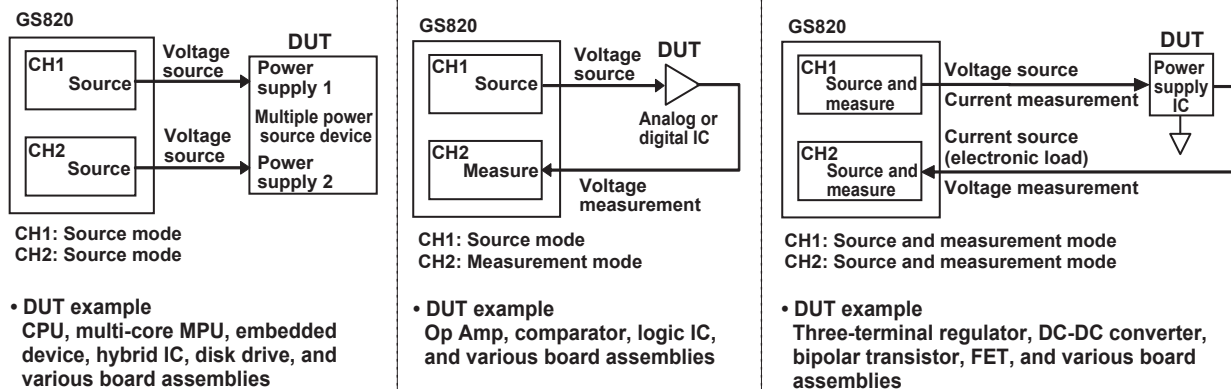 GS820
CH1
Source
Voltage
source
DUT
Power
supply 1
Multiple power
source device
CH2
Source
Voltage
source
Power
supply 2
CH1: Source mode
CH2: Source mode
• DUT example
CPU, multi-core MPU, embedded
device, hybrid IC, disk drive, and
various board assemblies
GS820
CH1
Source
Voltage
source
DUT
Analog or
digital IC
CH2
Measure
Voltage
measurement
CH1: Source mode
CH2: Measurement mode
• DUT example
Op Amp, comparator, logic IC,
and various board assemblies
GS820
CH1
Source and
measure
Voltage source
Current measurement
DUT
Power
supply
IC
CH2
Source and
measure
Current source
(electronic load)
Voltage measurement
CH1: Source and measurement mode
CH2: Source and measurement mode
• DUT example
Three-terminal regulator, DC-DC converter,
bipolar transistor, FET, and various board
assemblies